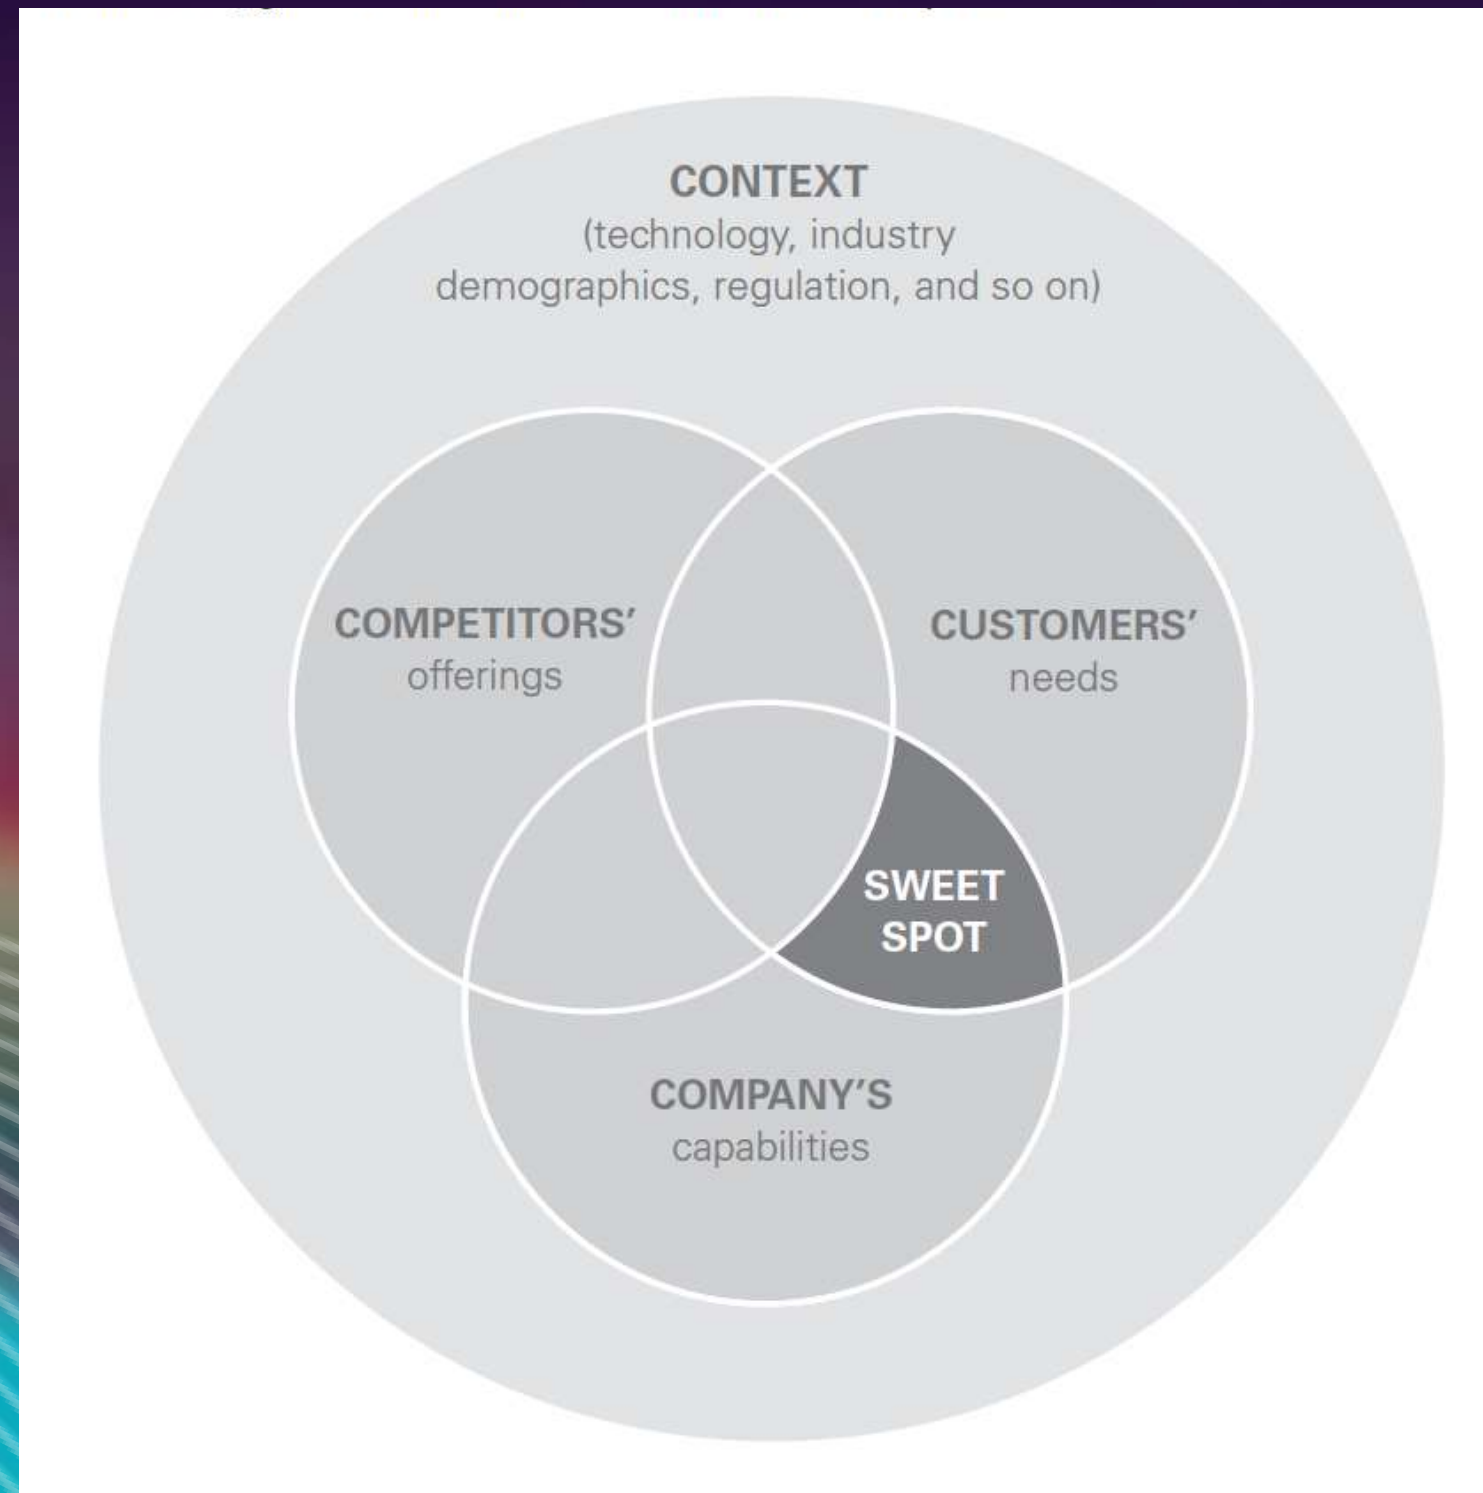 CONTEXT
(technology, industry
demographics, regulation, and so on)
COMPETITORS’
offerings
CUSTOMERS’
needs
SWEET
SPOT
COMPANY’S
capabilities